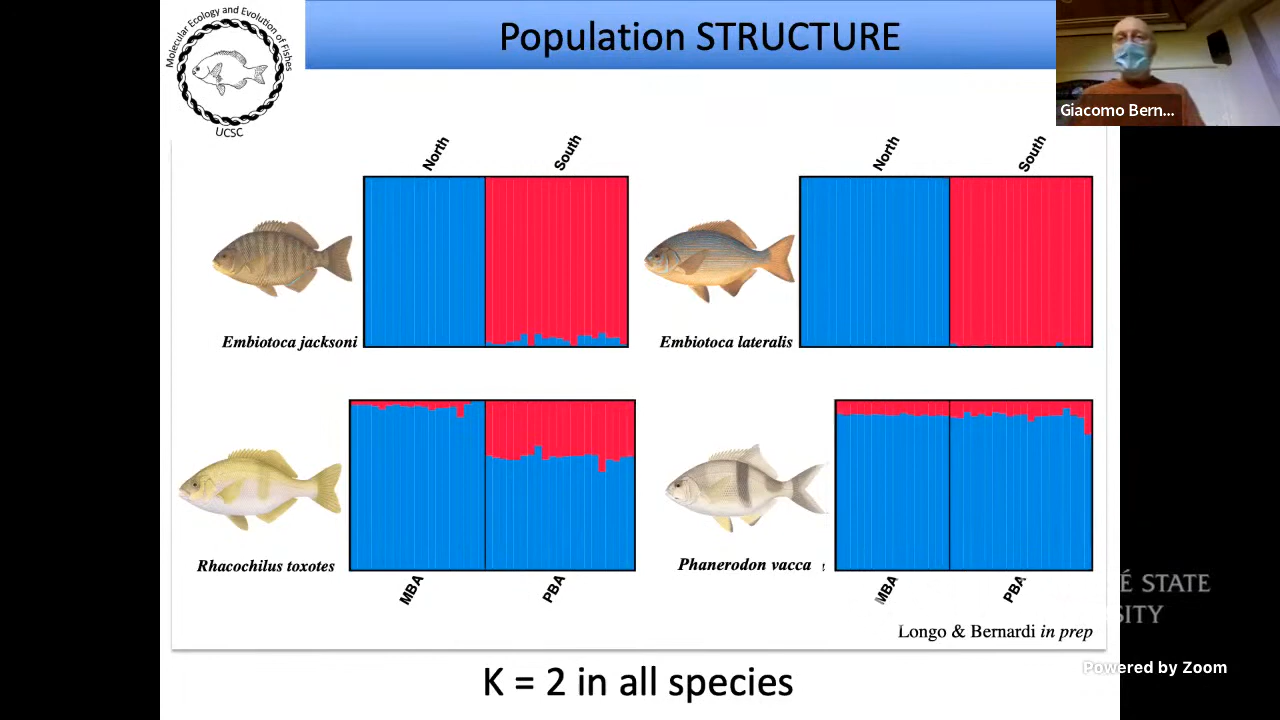 Molecular Ecology and Evolution of Fishes
UCSC
Population STRUCTURE
Giacomo Bern...
North
South
North
South
Embiotoca jacksoni
Embiotoca lateralis
Rhacochilus toxotes
Phanerodon vacca
MBA
PBA
MBA
PBA
É STATE
SITY
Longo & Bernardi in prep
Powered by Zoom
K = 2 in all species